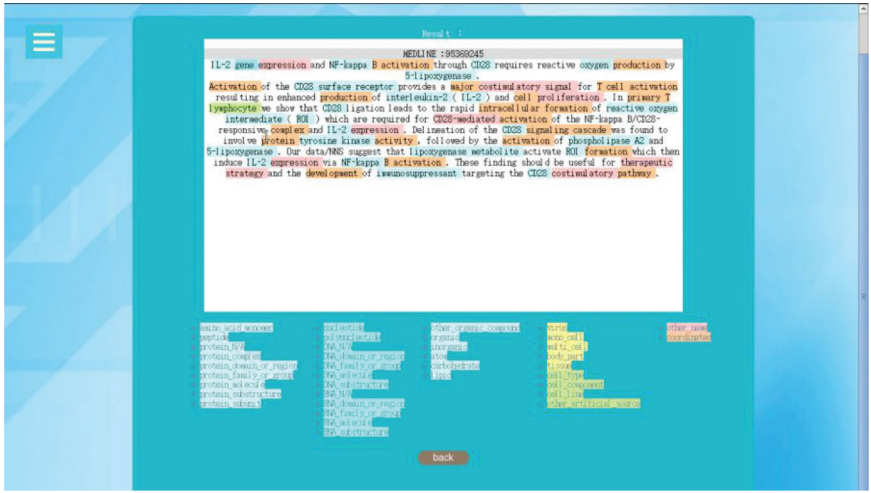 Result :
MEDLINE :95369245
IL-2 gene expression and NF-kappa B activation through CD28 requires reactive oxygen production by
5-lipoxygenase .
Activation of the CD28 surface receptor provides a major costimulatory signal for T cell activation
resulting in enhanced production of interleukin-2 ( IL-2 ) and cell proliferation . In primary T
lymphocyte we show that CD28 ligation leads to the rapid intracellular formation of reactive oxygen
intermediate ( ROI ) which are required for CD28-mediated activation of the NF-kappa B/CD28-
responsive complex and IL-2 expression . Delineation of the CD28 signaling cascade was found to
involve protein tyrosine kinase activity , followed by the activation of phospholipase A2 and
5-lipoxygenase . Our data/NNS suggest that lipoxygenase metabolite activate ROI formation which then
induce IL-2 expression via NF-kappa B activation . These finding should be useful for therapeutic
strategy and the development of immunosuppressant targeting the CD28 costimulatory pathway .
amino_acid_monomer
peptide
protein_N/A
protein_complex
protein_domain_or_region
protein_family_or_group
protein_molecule
protein_substructure
protein_subunit
nucleotide
polynucleotide
DNA_N/A
DNA_domain_or_region
DNA_family_or_group
DNA_molecule
DNA_substructure
RNA_N/A
RNA_domain_or_region
RNA_family_or_group
RNA_molecule
RNA_substructure
other_organic_compound
organic
inorganic
atom
carbohydrate
lipid
virus
mono_cell
multi_cell
body_part
tissue
cell_type
cell_component
cell_line
other_artificial_source
other_name
coordinated
back